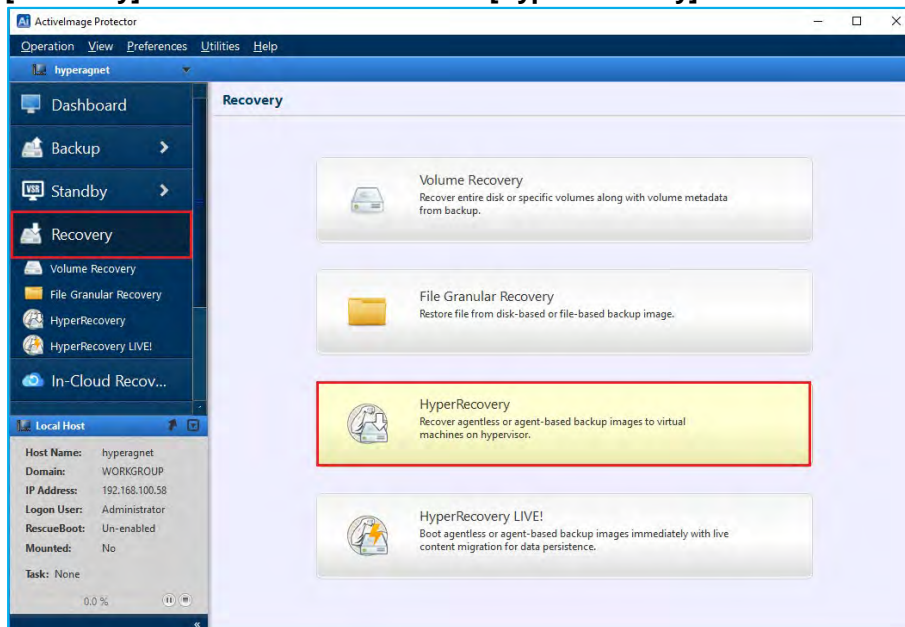 ActiveImage Protector
Operation View Preferences Utilities Help
hyperagnet
Dashboard
Backup
Standby
Recovery
Volume Recovery
File Granular Recovery
HyperRecovery
HyperRecovery LIVE!
In-Cloud Recov...
Local Host
Host Name: hyperagnet
Domain: WORKGROUP
IP Address: 192.168.100.58
Logon User: Administrator
RescueBoot: Un-enabled
Mounted: No
Task: None
0.0 %
Recovery
Volume Recovery
Recover entire disk or specific volumes along with volume metadata
from backup.
File Granular Recovery
Restore file from disk-based or file-based backup image.
HyperRecovery
Recover agentless or agent-based backup images to virtual
machines on hypervisor.
HyperRecovery LIVE!
Boot agentless or agent-based backup images immediately with live
content migration for data persistence.